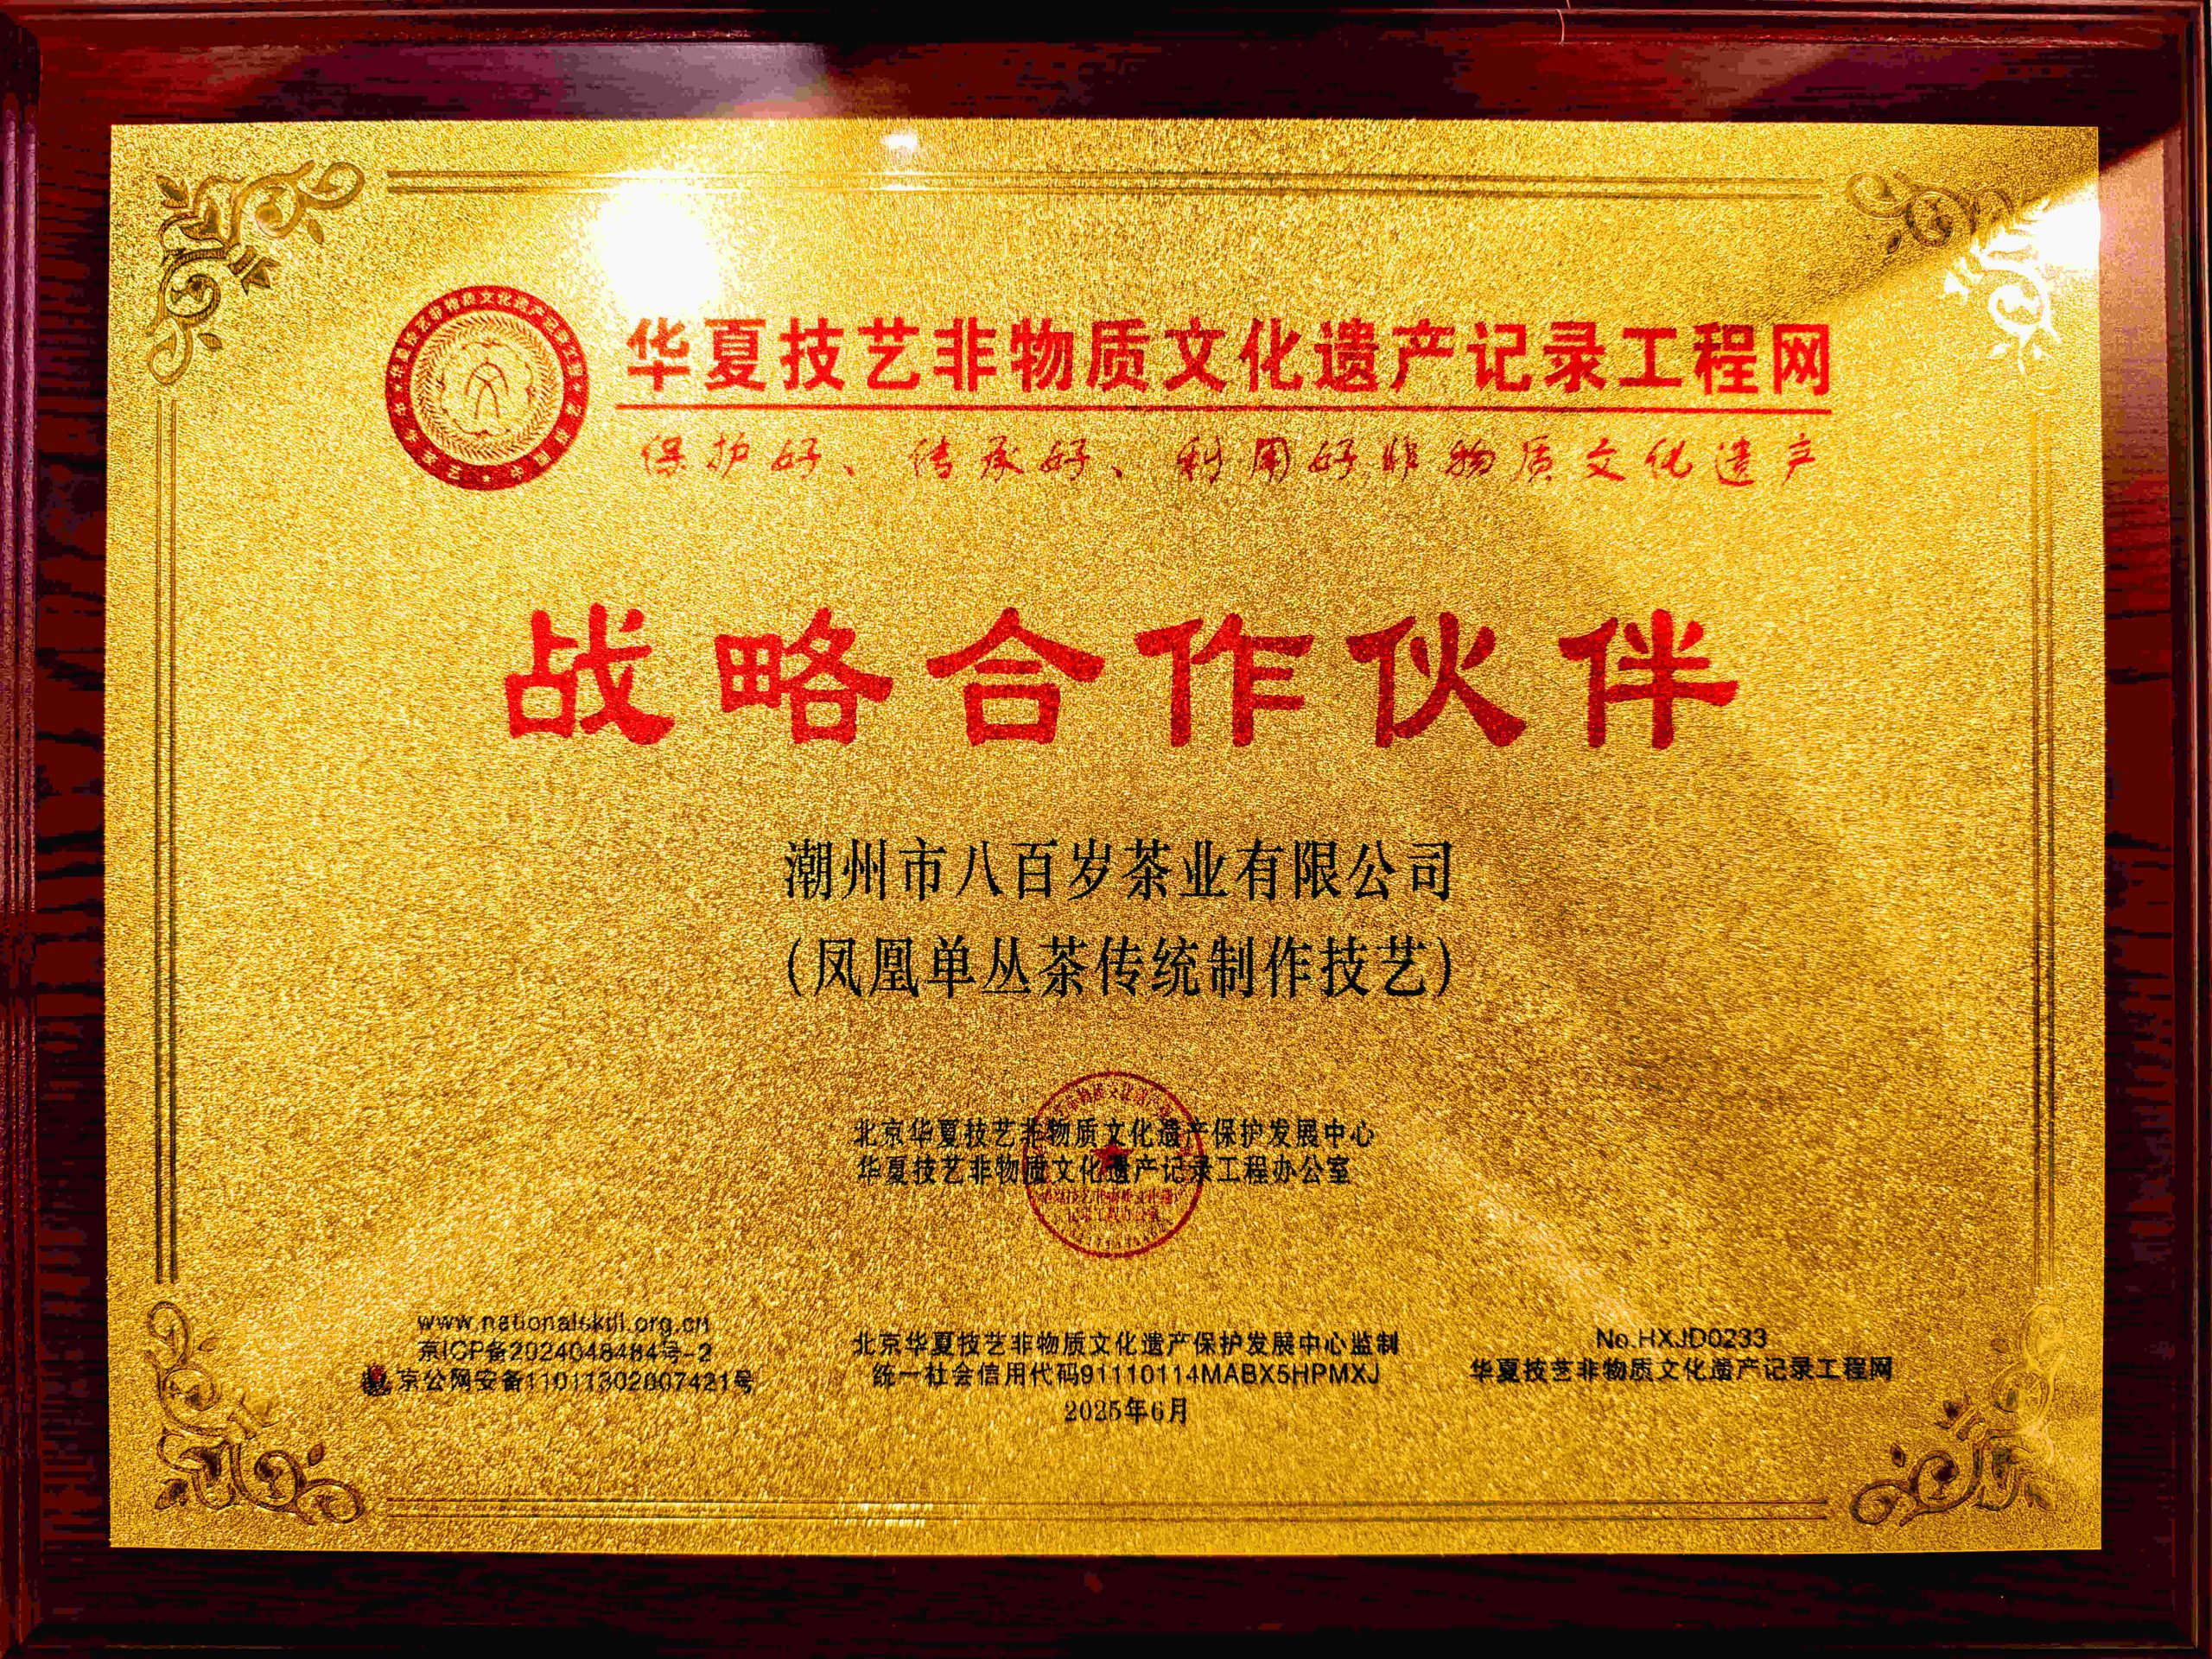 华夏技艺非物质文化遗产记录工程网
保护好、传承好、利用好非物质文化遗产
战略合作伙伴
潮州市八百岁茶业有限公司
（凤凰单丛茶传统制作技艺）
北京华夏技艺非物质文化遗产保护发展中心
华夏技艺非物质文化遗产记录工程办公室
www.nationalskill.org.cn
京ICP备2024048484号-2
京公网安备11011302007421号
北京华夏技艺非物质文化遗产保护发展中心监制
统一社会信用代码91110114MABX5HPMXJ
2025年6月
No.HXJD0233
华夏技艺非物质文化遗产记录工程网